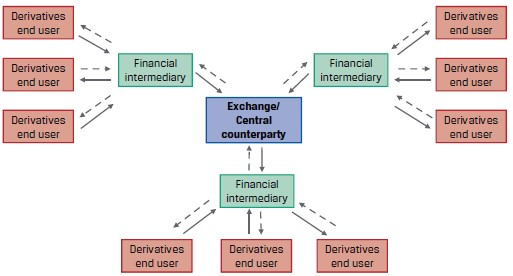 Derivatives
end user
Derivatives
end user
Derivatives
end user
Financial
intermediary
Exchange/
Central
counterparty
Financial
intermediary
Derivatives
end user
Derivatives
end user
Derivatives
end user
Financial
intermediary
Derivatives
end user
Derivatives
end user
Derivatives
end user